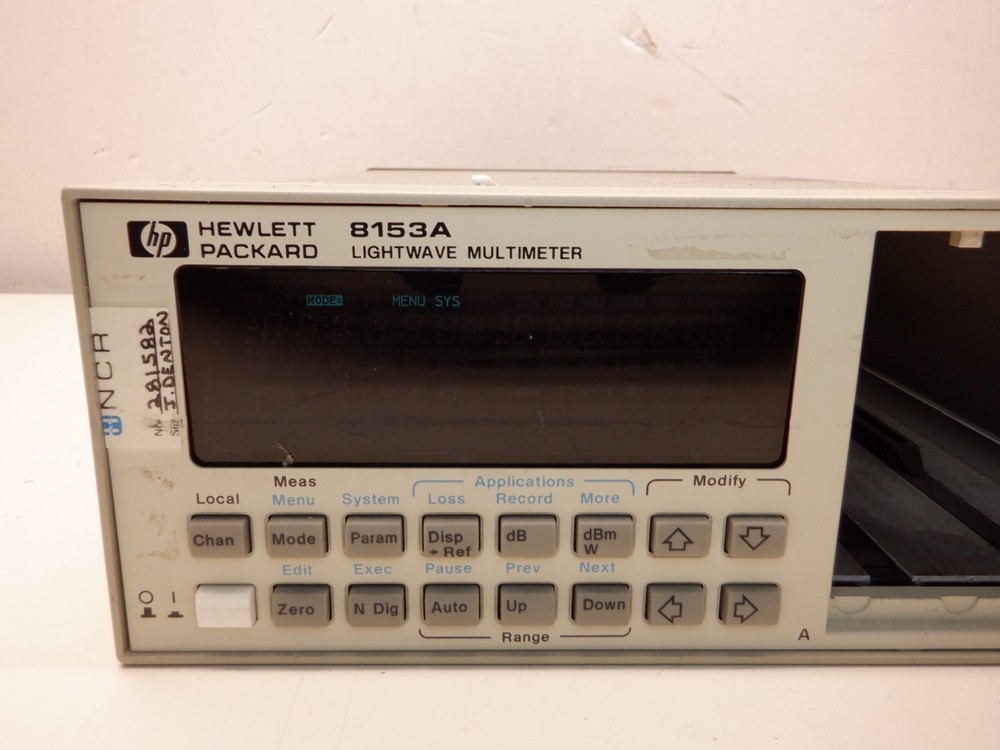 hp HEWLETT PACKARD 8153A
LIGHTWAVE MULTIMETER
MODE: MENU SYS
NCR
No. 281582
J. DENTON
Meas
Applications
Modify
Local Menu System Loss Record More
Chan Mode Param Disp → Ref dB dBm W
Edit Exec Pause Prev Next
O I
Zero N Dig Auto Up Down
Range
A